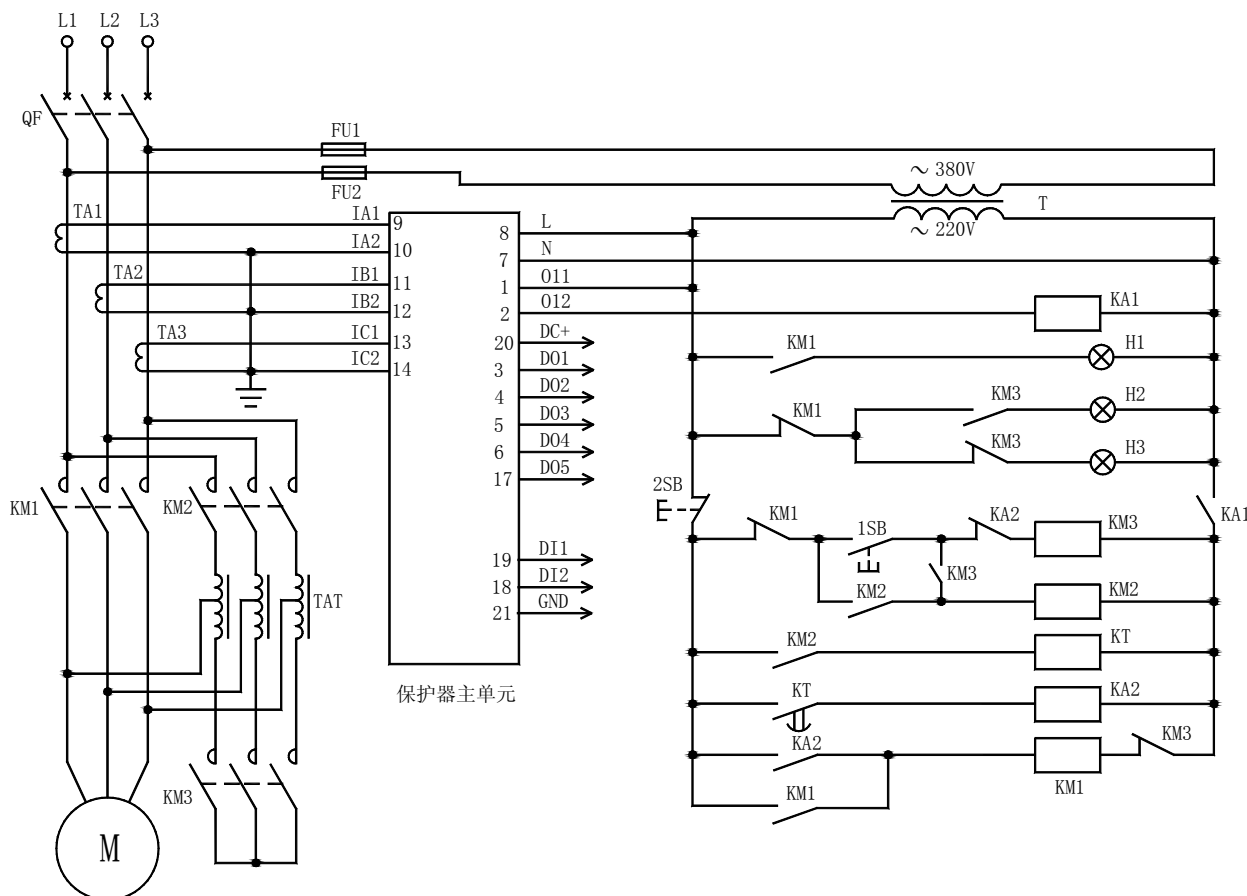 L1 L2 L3
QF
FU1
FU2
～380V
T
～220V
TA1
IA1
9
IA2
10
TA2
IB1
11
IB2
12
TA3
IC1
13
IC2
14
8 L
7 N
1 O11
2 O12
20 DC+
3 DO1
4 DO2
5 DO3
6 DO4
17 DO5
19 DI1
18 DI2
21 GND
保护器主单元
KA1
KM1 H1
KM1 KM3 H2
KM3 H3
2SB
KA1
KM1 1SB KA2 KM3
KM3
KM2 KM2
KM2 KT
KT KA2
KA2 KM3
KM1
KM1
KM1 KM2
TAT
KM3
M